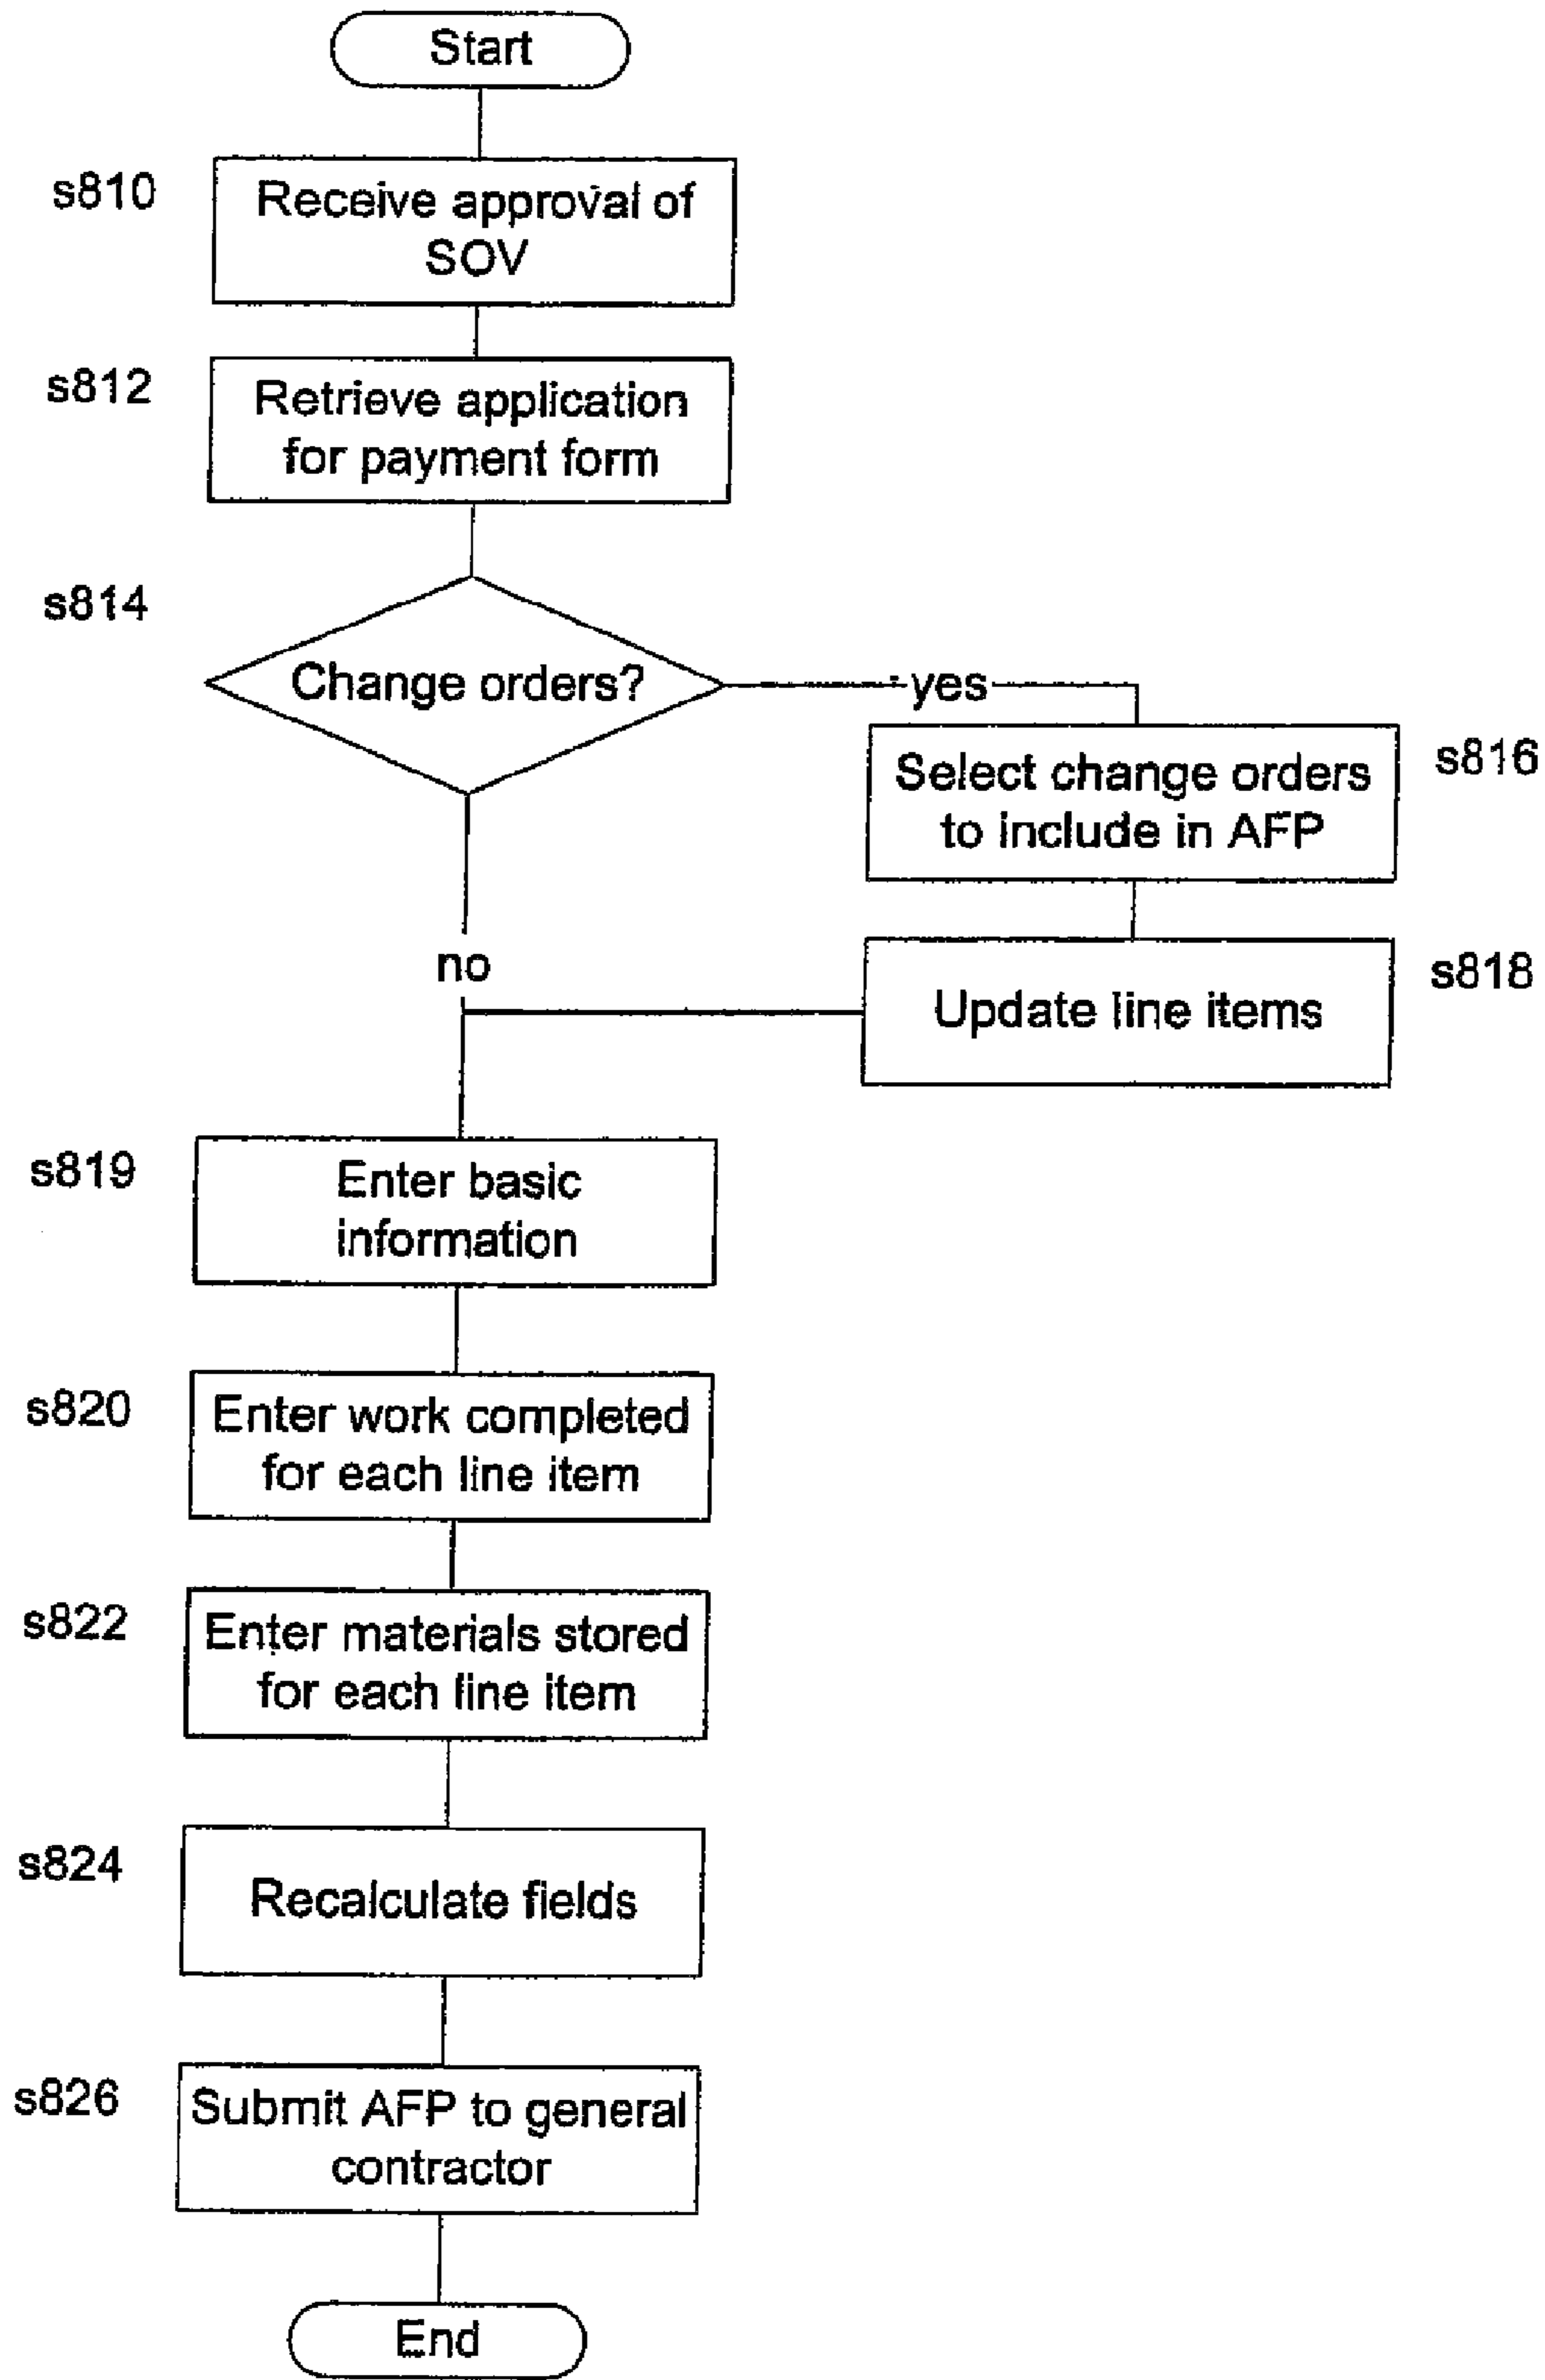 Start
s810
Receive approval of
SOV
s812
Retrieve application
for payment form
s814
Change orders?
yes
s816
Select change orders
to include in AFP
no
s818
Update line items
s819
Enter basic
information
s820
Enter work completed
for each line item
s822
Enter materials stored
for each line item
s824
Recalculate fields
s826
Submit AFP to general
contractor
End